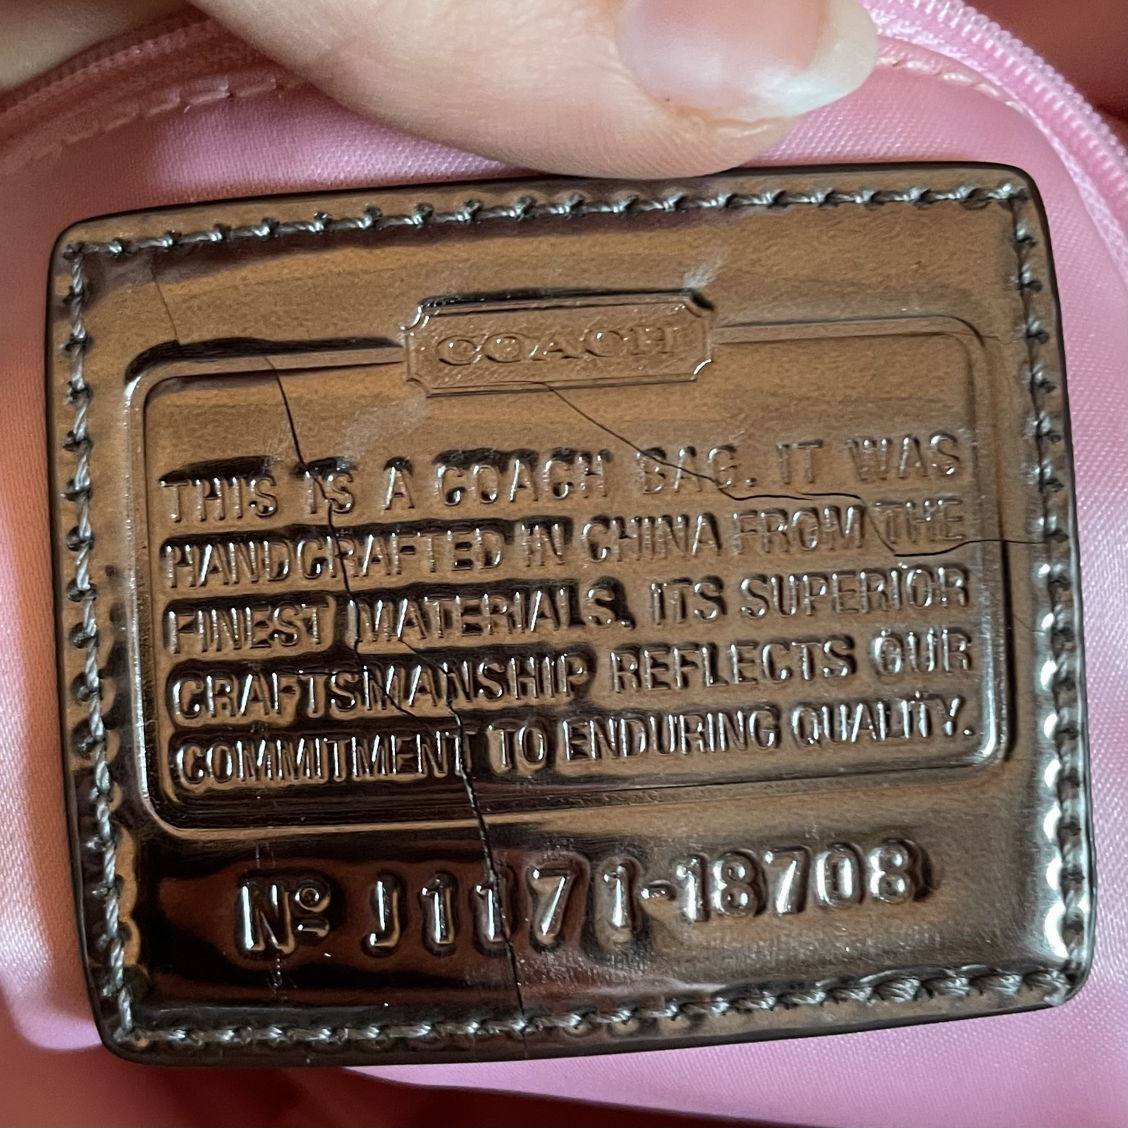 COACH
THIS IS A COACH BAG. IT WAS
HANDCRAFTED IN CHINA FROM THE
FINEST MATERIALS. ITS SUPERIOR
CRAFTSMANSHIP REFLECTS OUR
COMMITMENT TO ENDURING QUALITY.
Nº J1171-18708